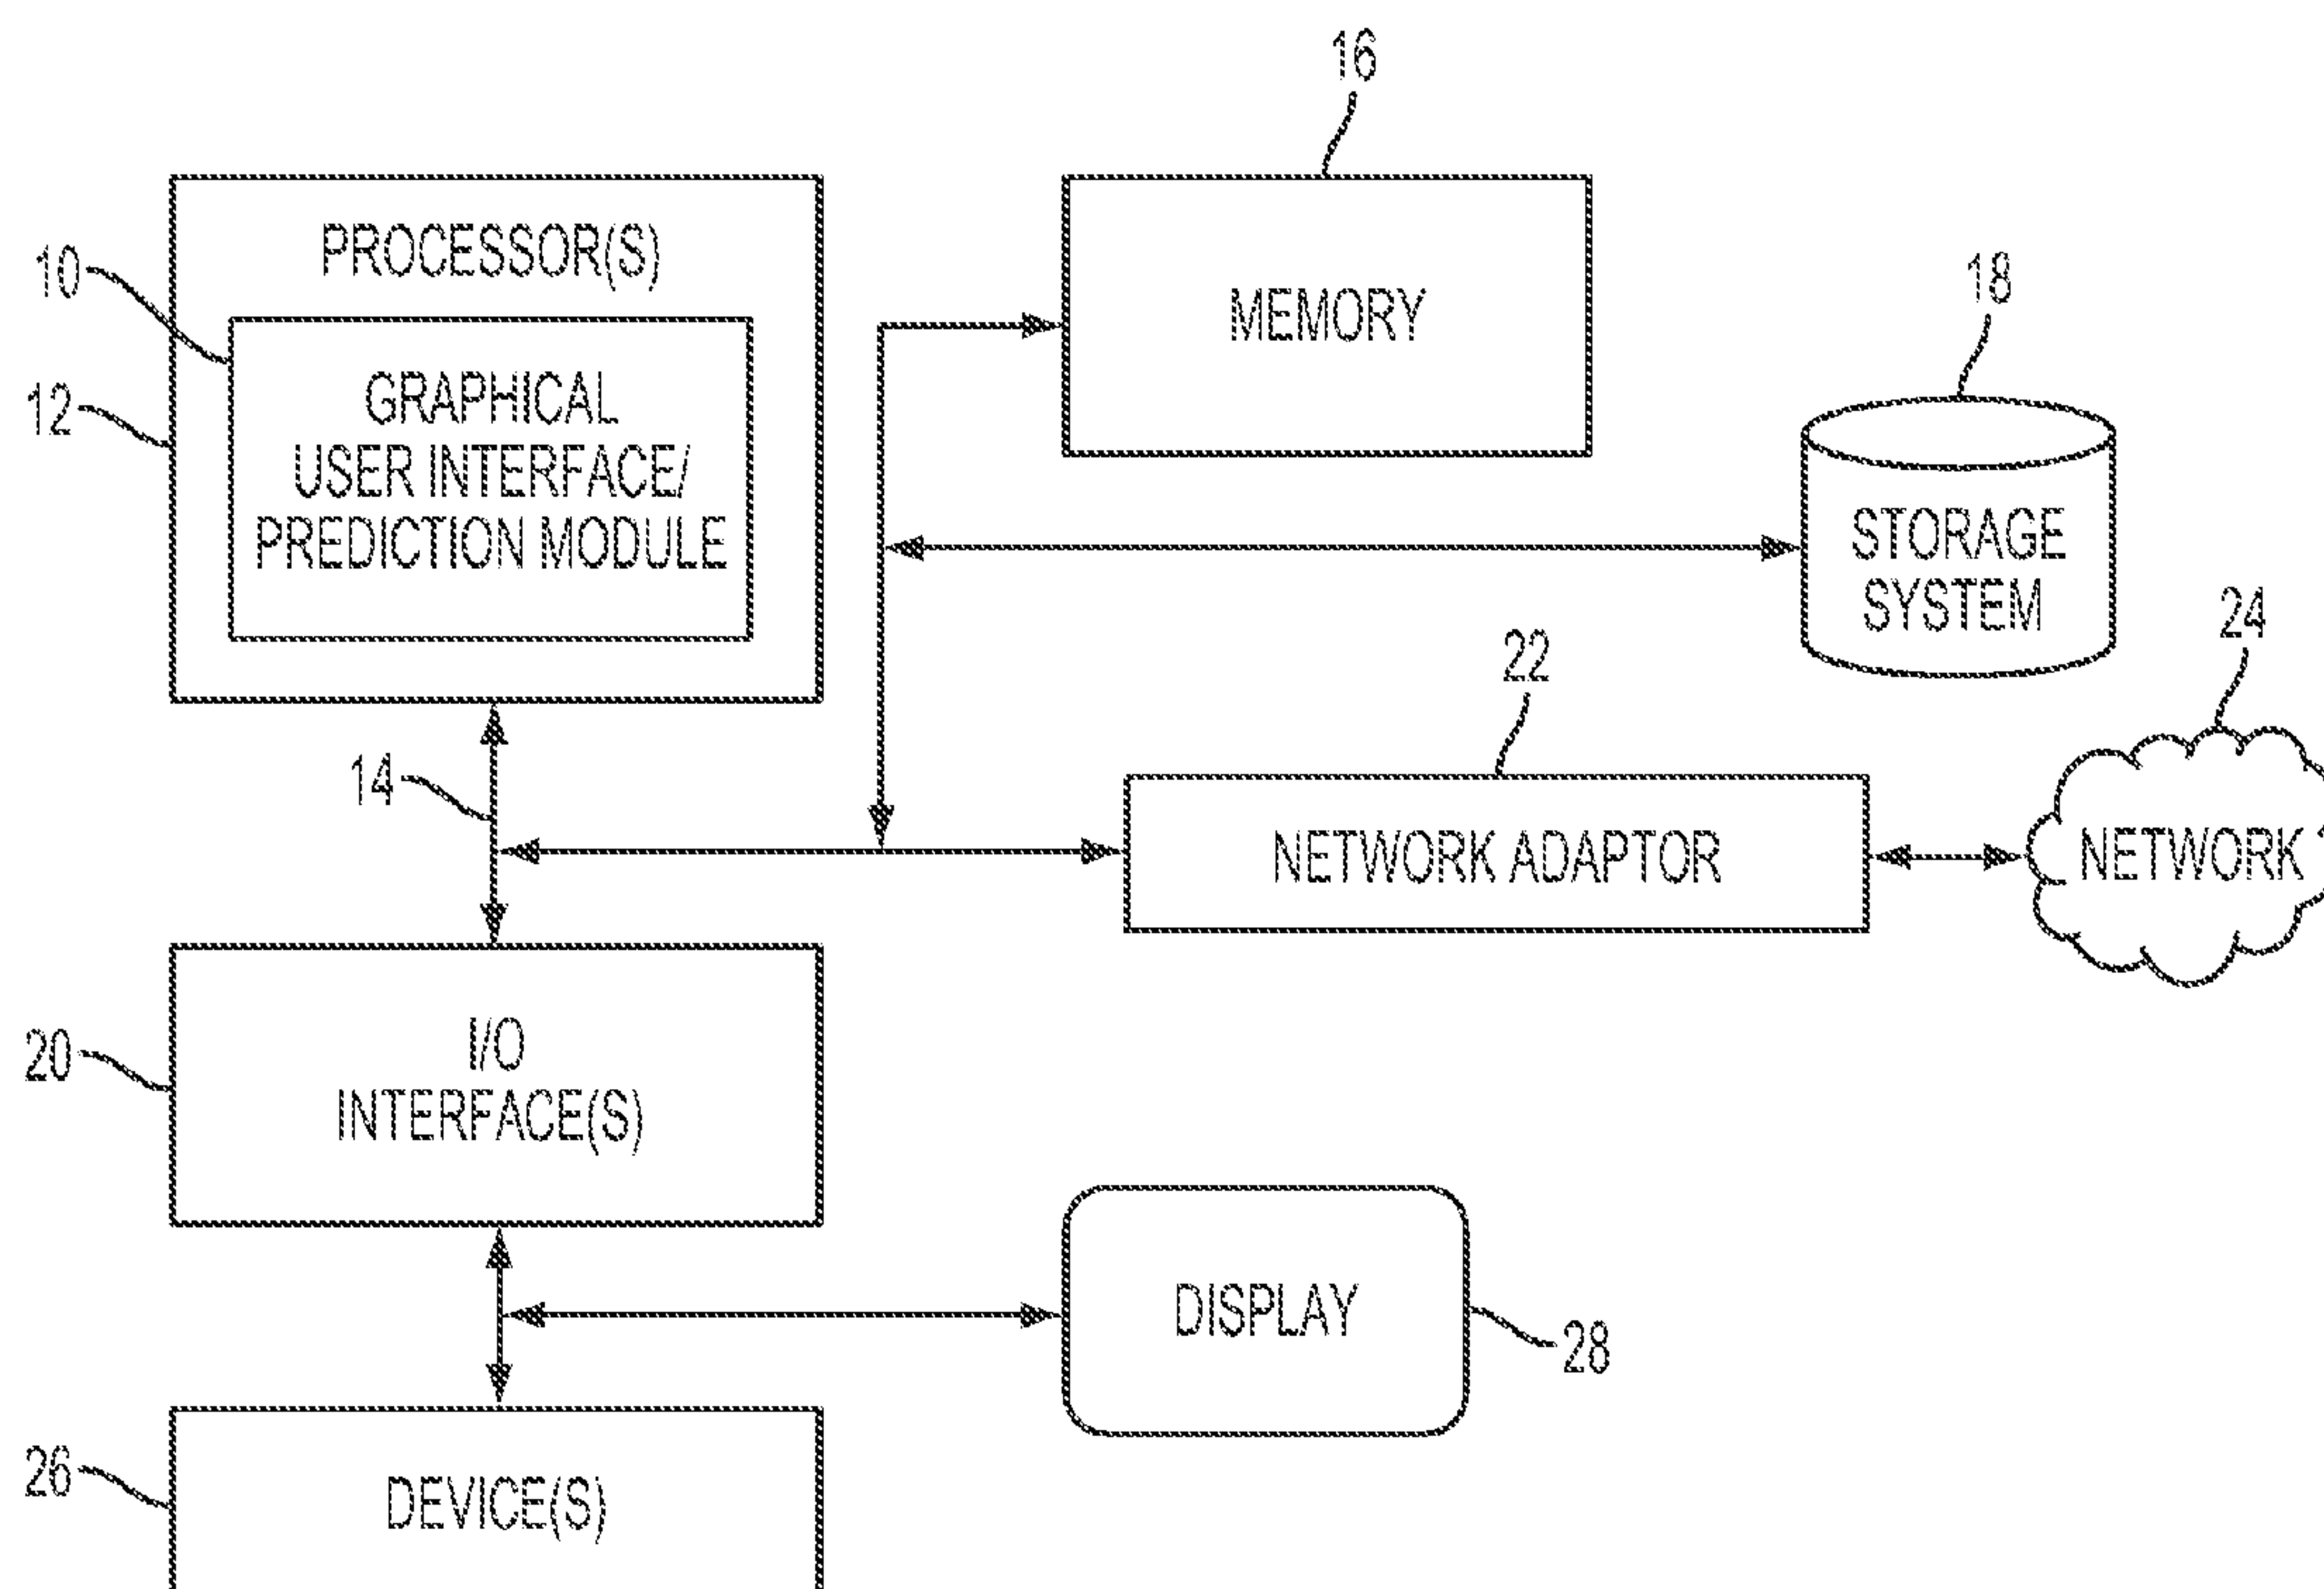 16
PROCESSOR(S)
10
MEMORY
18
12
GRAPHICAL
USER INTERFACE/
PREDICTION MODULE
STORAGE
SYSTEM
24
22
14
NETWORK ADAPTOR
NETWORK
20
I/O
INTERFACE(S)
DISPLAY
28
26
DEVICE(S)